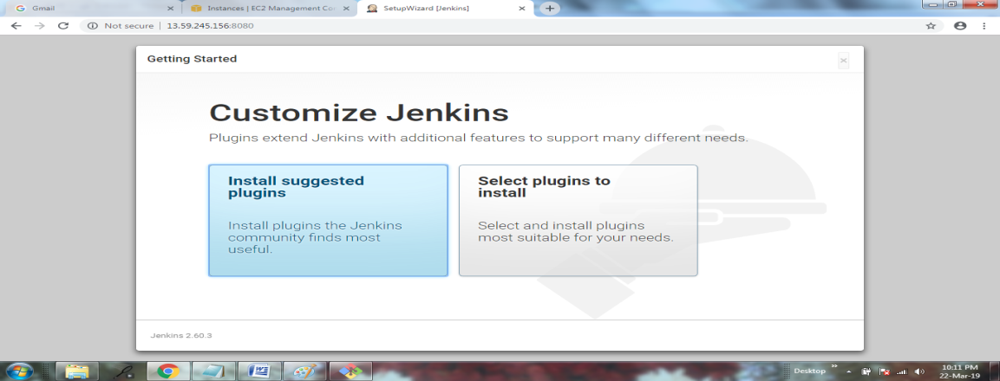 Gmail
Instances | EC2 Management Co
SetupWizard [Jenkins]
Not secure | 13.59.245.156:8080
Getting Started
Customize Jenkins
Plugins extend Jenkins with additional features to support many different needs.
Install suggested
plugins
Install plugins the Jenkins
community finds most
useful.
Select plugins to
install
Select and install plugins
most suitable for your needs.
Jenkins 2.60.3
Desktop
10:11 PM
22-Mar-19